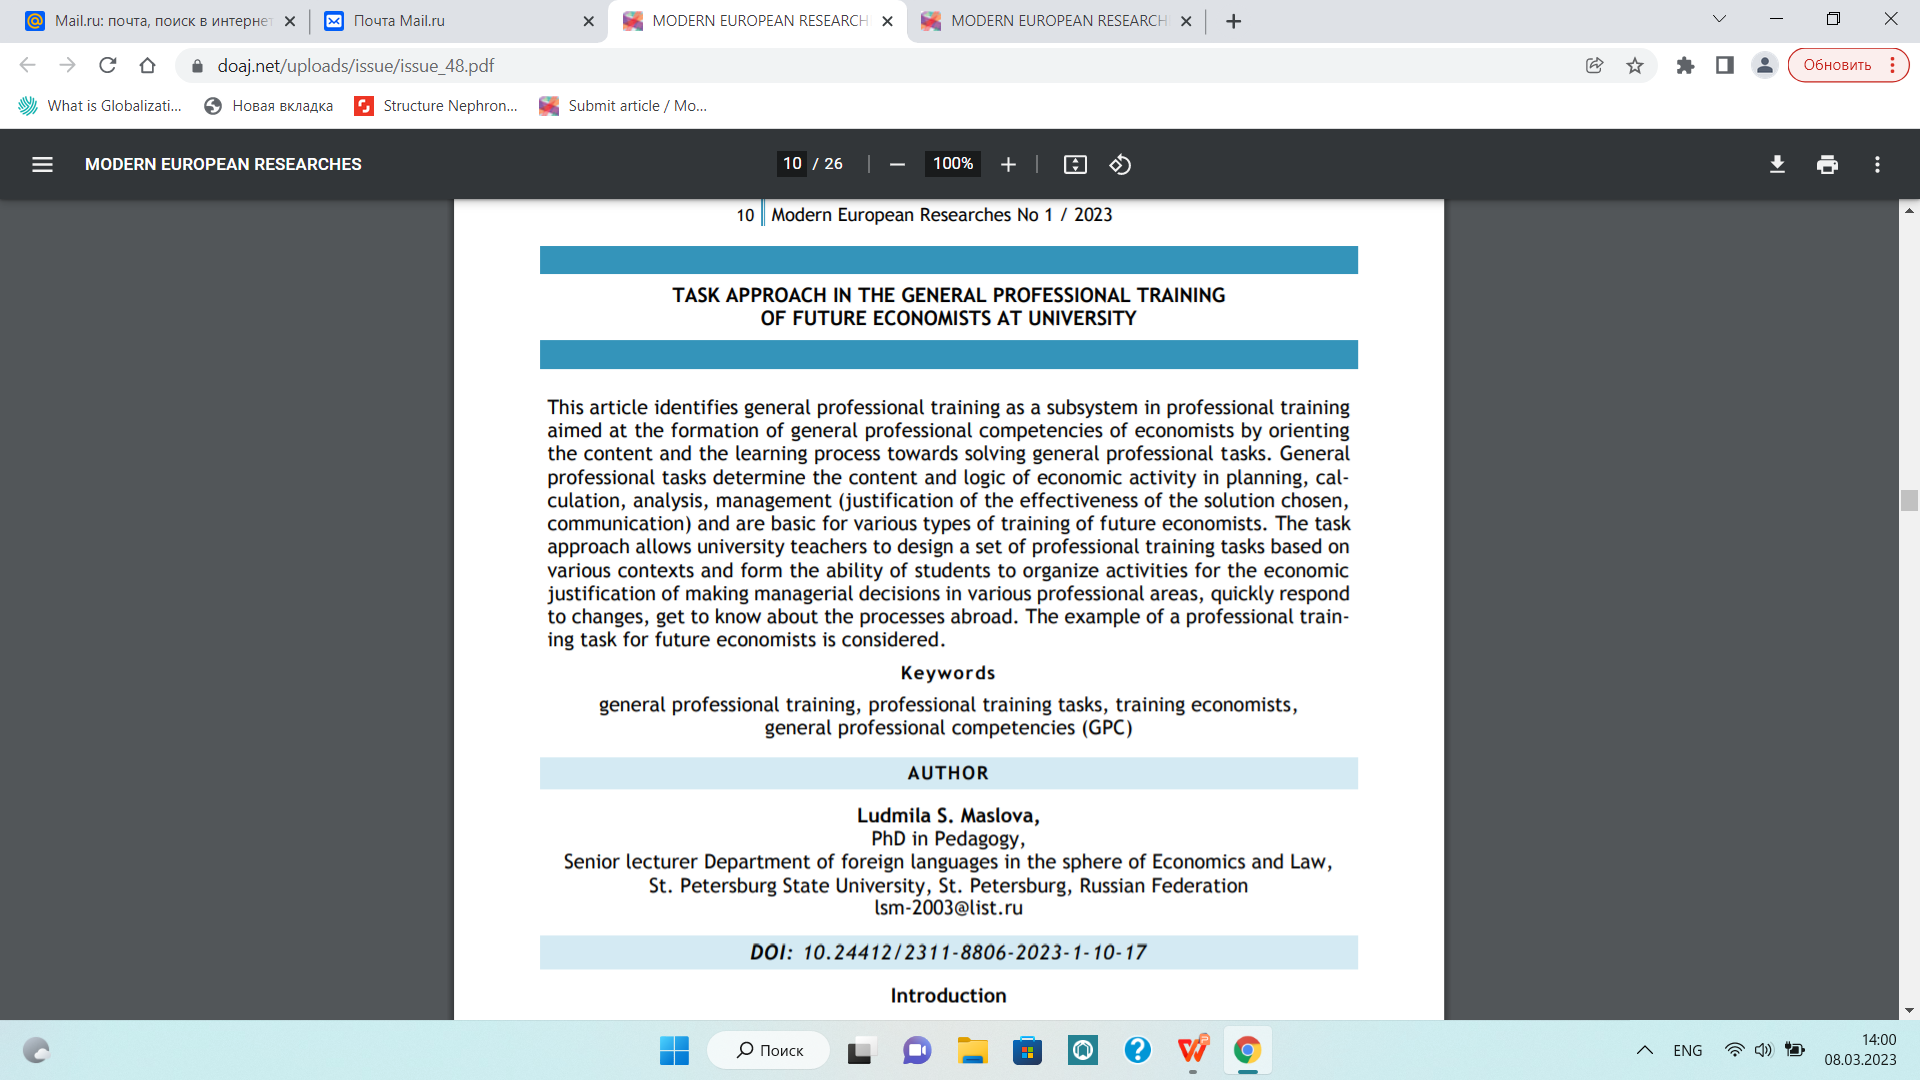 Mail.ru: почта, поиск в интернет
Почта Mail.ru
MODERN EUROPEAN RESEARCH
MODERN EUROPEAN RESEARCH
doaj.net/uploads/issue/issue_48.pdf
Обновить
What is Globalizati...
Новая вкладка
Structure Nephron...
Submit article / Mo...
MODERN EUROPEAN RESEARCHES
10 / 26
100%
10 Modern European Researches No 1 / 2023
TASK APPROACH IN THE GENERAL PROFESSIONAL TRAINING
OF FUTURE ECONOMISTS AT UNIVERSITY
This article identifies general professional training as a subsystem in professional training
aimed at the formation of general professional competencies of economists by orienting
the content and the learning process towards solving general professional tasks. General
professional tasks determine the content and logic of economic activity in planning, cal-
culation, analysis, management (justification of the effectiveness of the solution chosen,
communication) and are basic for various types of training of future economists. The task
approach allows university teachers to design a set of professional training tasks based on
various contexts and form the ability of students to organize activities for the economic
justification of making managerial decisions in various professional areas, quickly respond
to changes, get to know about the processes abroad. The example of a professional train-
ing task for future economists is considered.
Keywords
general professional training, professional training tasks, training economists,
general professional competencies (GPC)
AUTHOR
Ludmila S. Maslova,
PhD in Pedagogy,
Senior lecturer Department of foreign languages in the sphere of Economics and Law,
St. Petersburg State University, St. Petersburg, Russian Federation
lsm-2003@list.ru
DOI: 10.24412/2311-8806-2023-1-10-17
Introduction
Поиск
ENG
14:00
08.03.2023